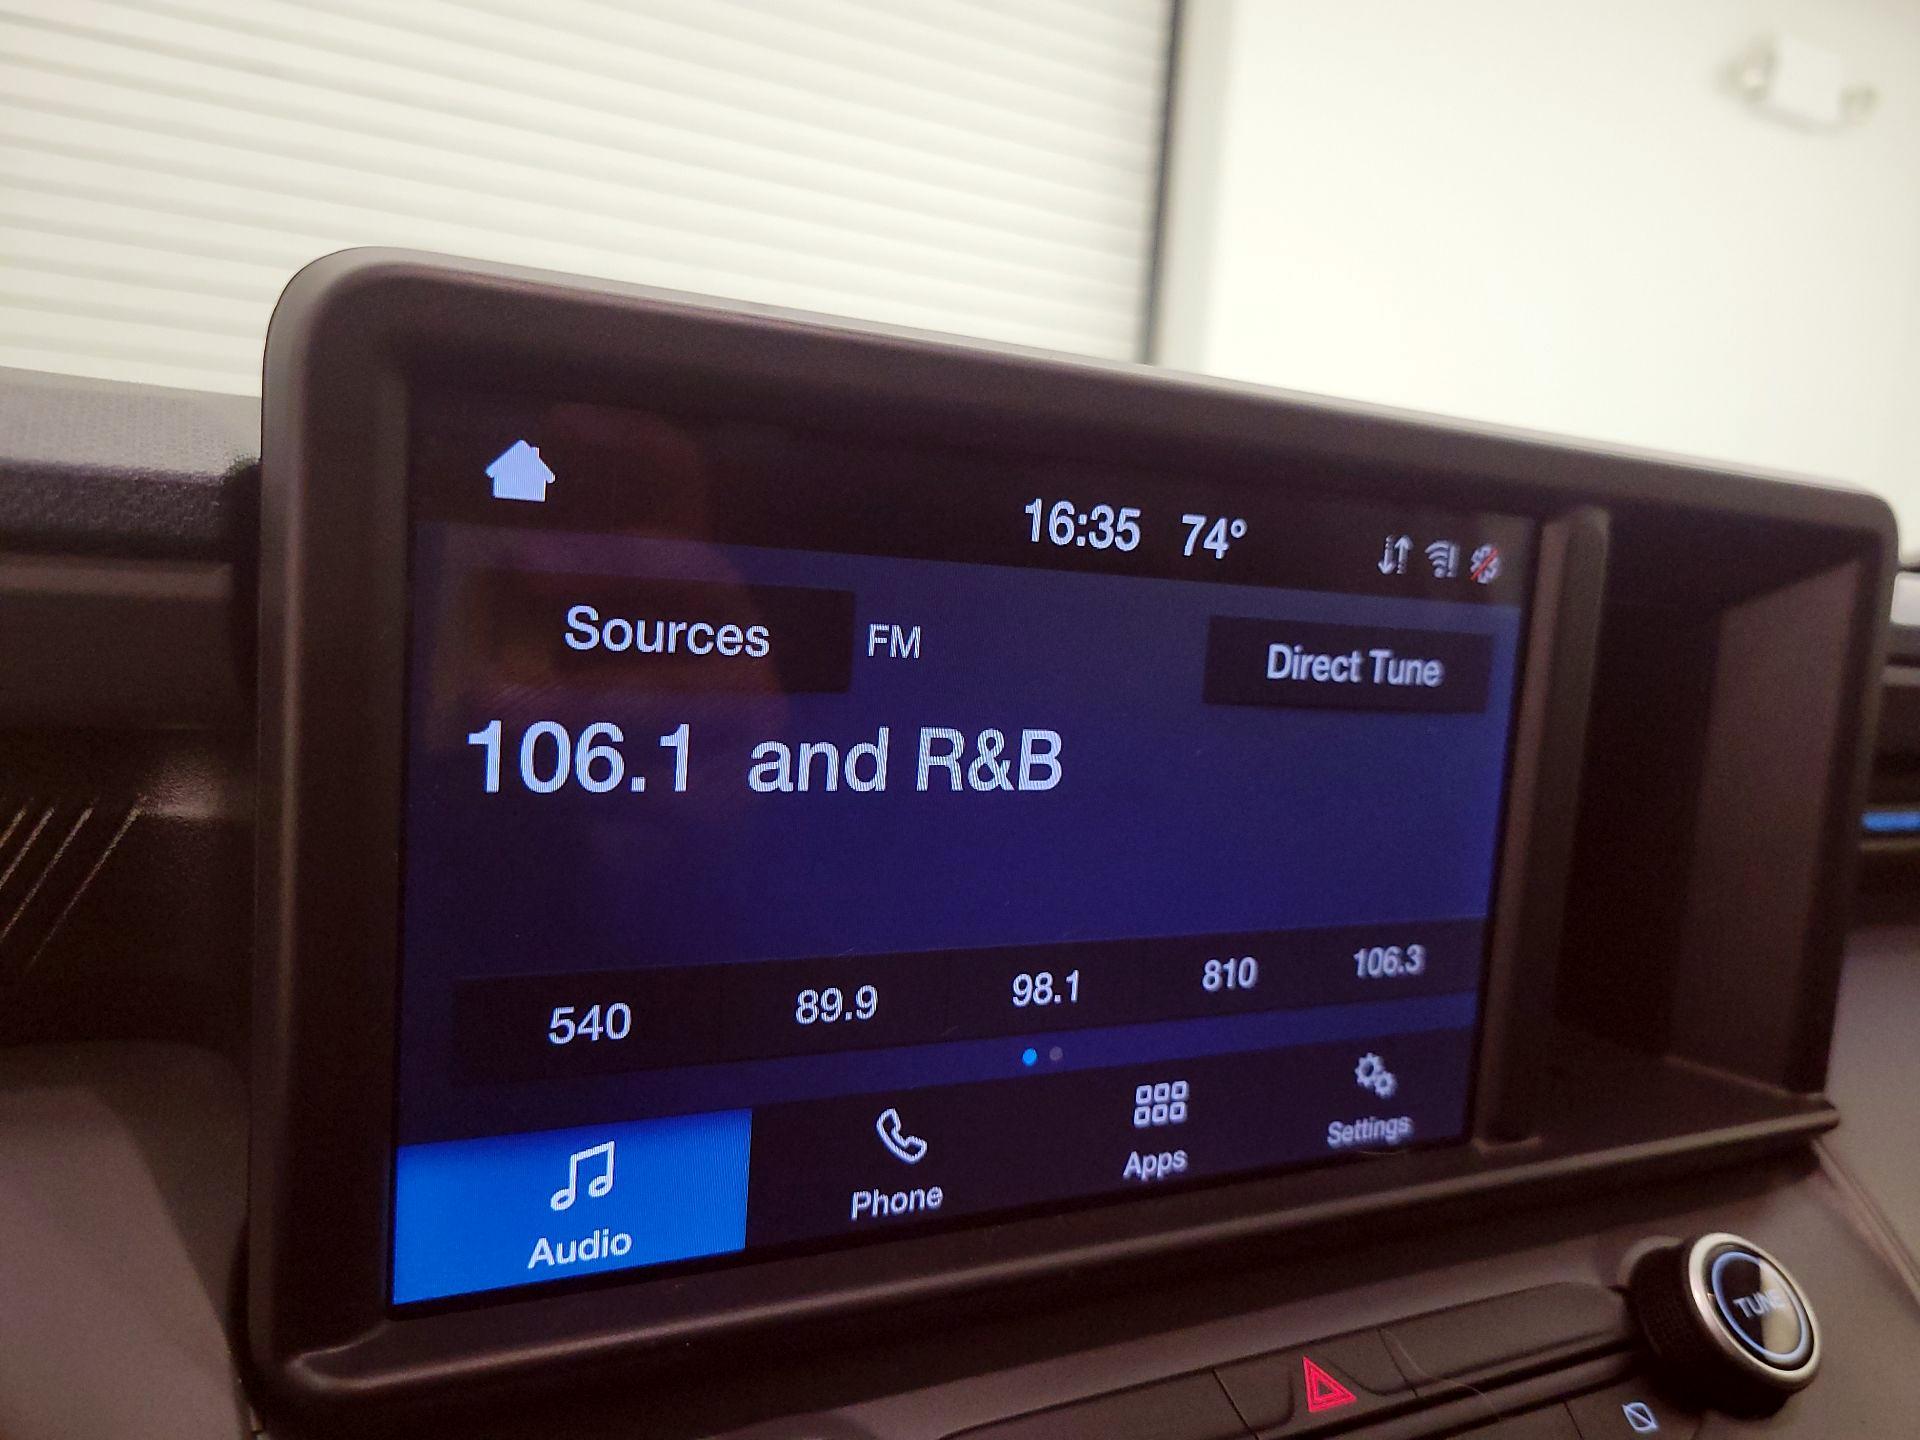 16:35 74°
Sources FM Direct Tune
106.1 and R&B
540 89.9 98.1 810 106.3
Audio Phone Apps Settings
TUNE